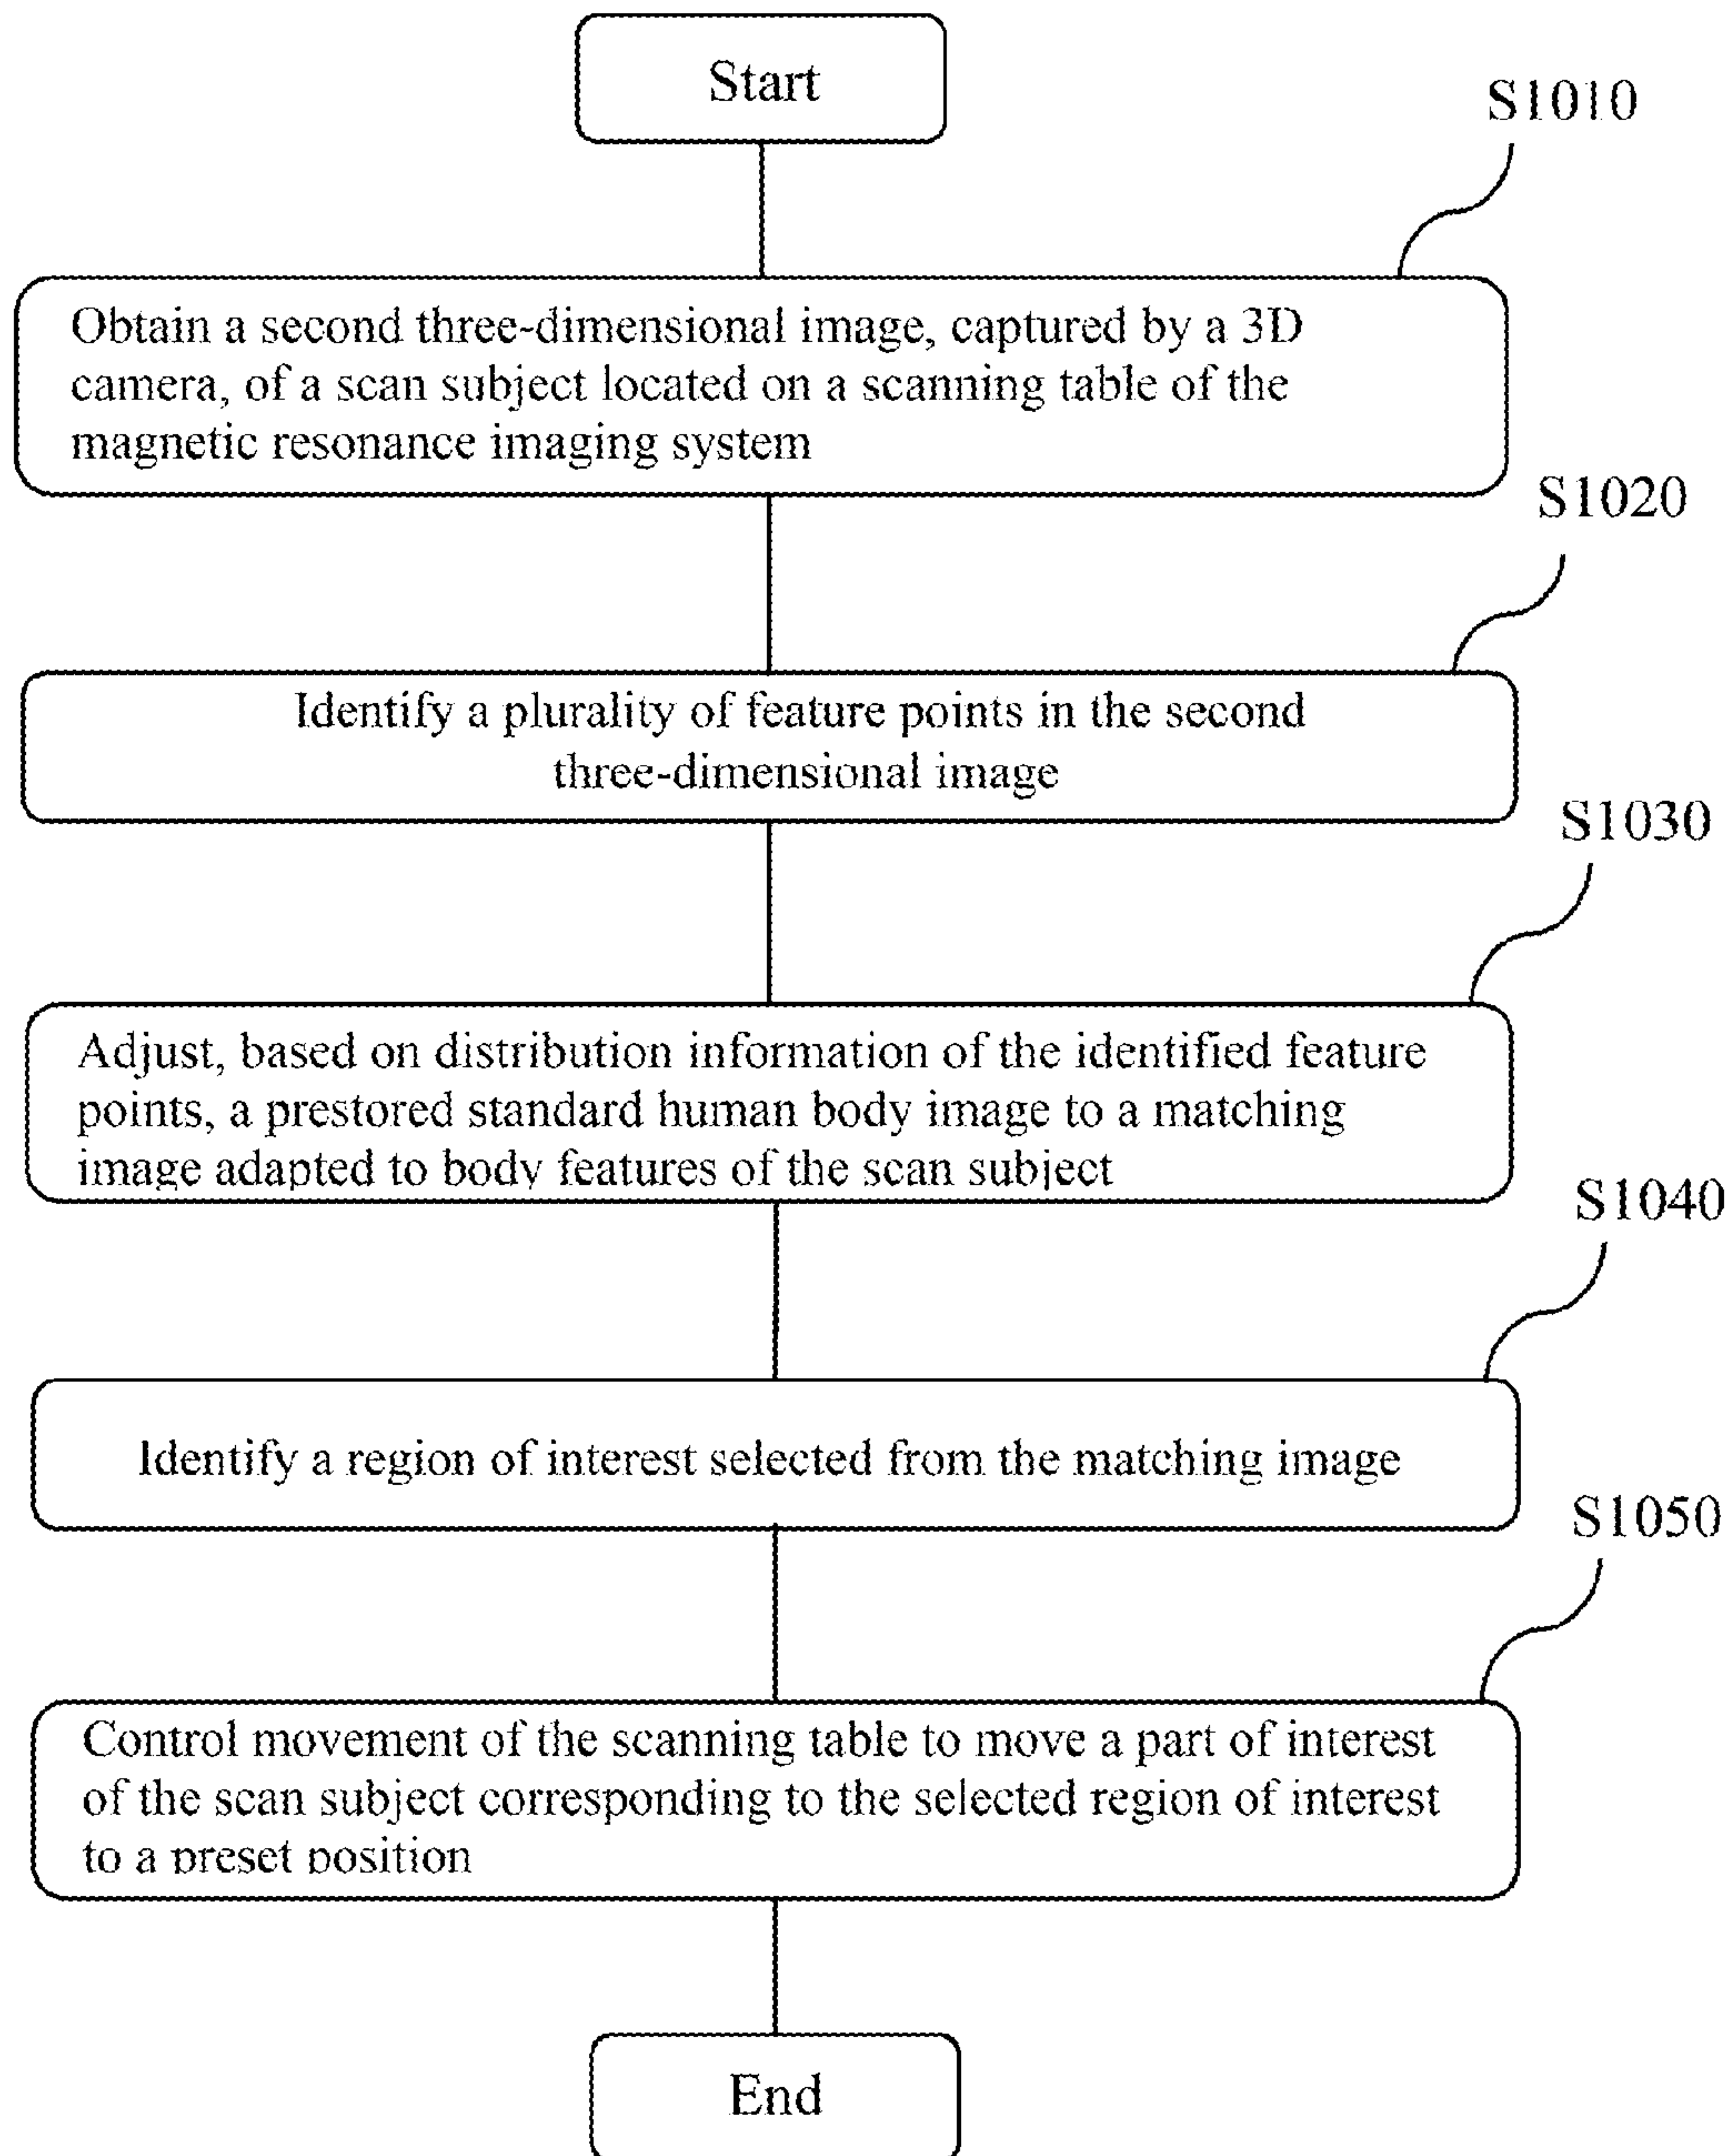 Start
S1010
Obtain a second three-dimensional image, captured by a 3D
camera, of a scan subject located on a scanning table of the
magnetic resonance imaging system
S1020
Identify a plurality of feature points in the second
three-dimensional image
S1030
Adjust, based on distribution information of the identified feature
points, a prestored standard human body image to a matching
image adapted to body features of the scan subject
S1040
Identify a region of interest selected from the matching image
S1050
Control movement of the scanning table to move a part of interest
of the scan subject corresponding to the selected region of interest
to a preset position
End